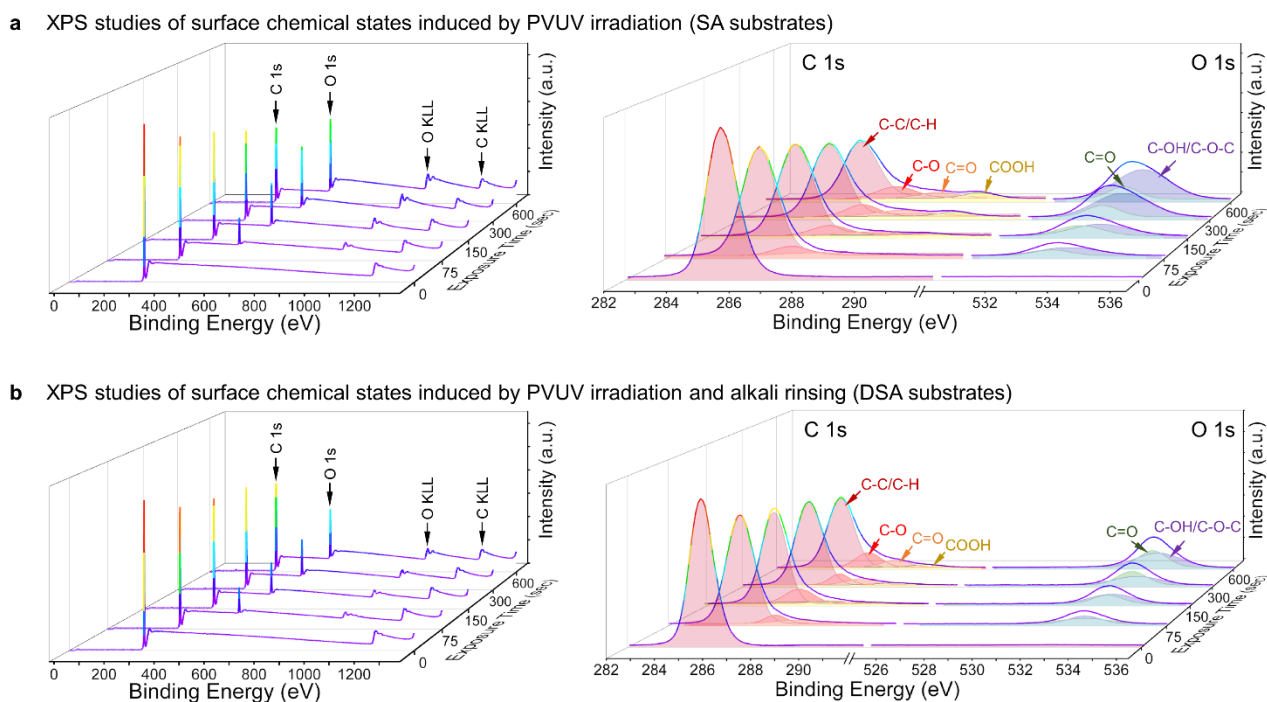 a XPS studies of surface chemical states induced by PVUV irradiation (SA substrates)
C 1s
O 1s
O KLL
C KLL
Intensity (a.u.)
0 75 150 300 600
Exposure Time (sec)
0 200 400 600 800 1000 1200
Binding Energy (eV)
C 1s
O 1s
C-C/C-H
C-O
C=O
COOH
C=O
C-OH/C-O-C
Intensity (a.u.)
0 75 150 300 600
Exposure Time (sec)
282 284 286 288 290 532 534 536
Binding Energy (eV)
b XPS studies of surface chemical states induced by PVUV irradiation and alkali rinsing (DSA substrates)
C 1s
O 1s
O KLL
C KLL
Intensity (a.u.)
0 75 150 300 600
Exposure Time (sec)
0 200 400 600 800 1000 1200
Binding Energy (eV)
C 1s
O 1s
C-C/C-H
C-O
C=O
COOH
C=O
C-OH/C-O-C
Intensity (a.u.)
0 75 150 300 600
Exposure Time (sec)
282 284 286 288 290 526 528 530 532 534 536
Binding Energy (eV)